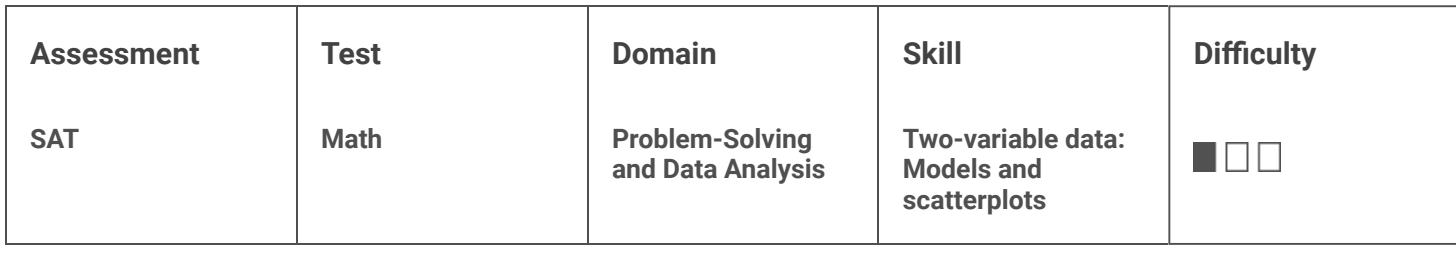 Assessment
Test
Domain
Skill
Difficulty
SAT
Math
Problem-Solving
and Data Analysis
Two-variable data:
Models and
scatterplots